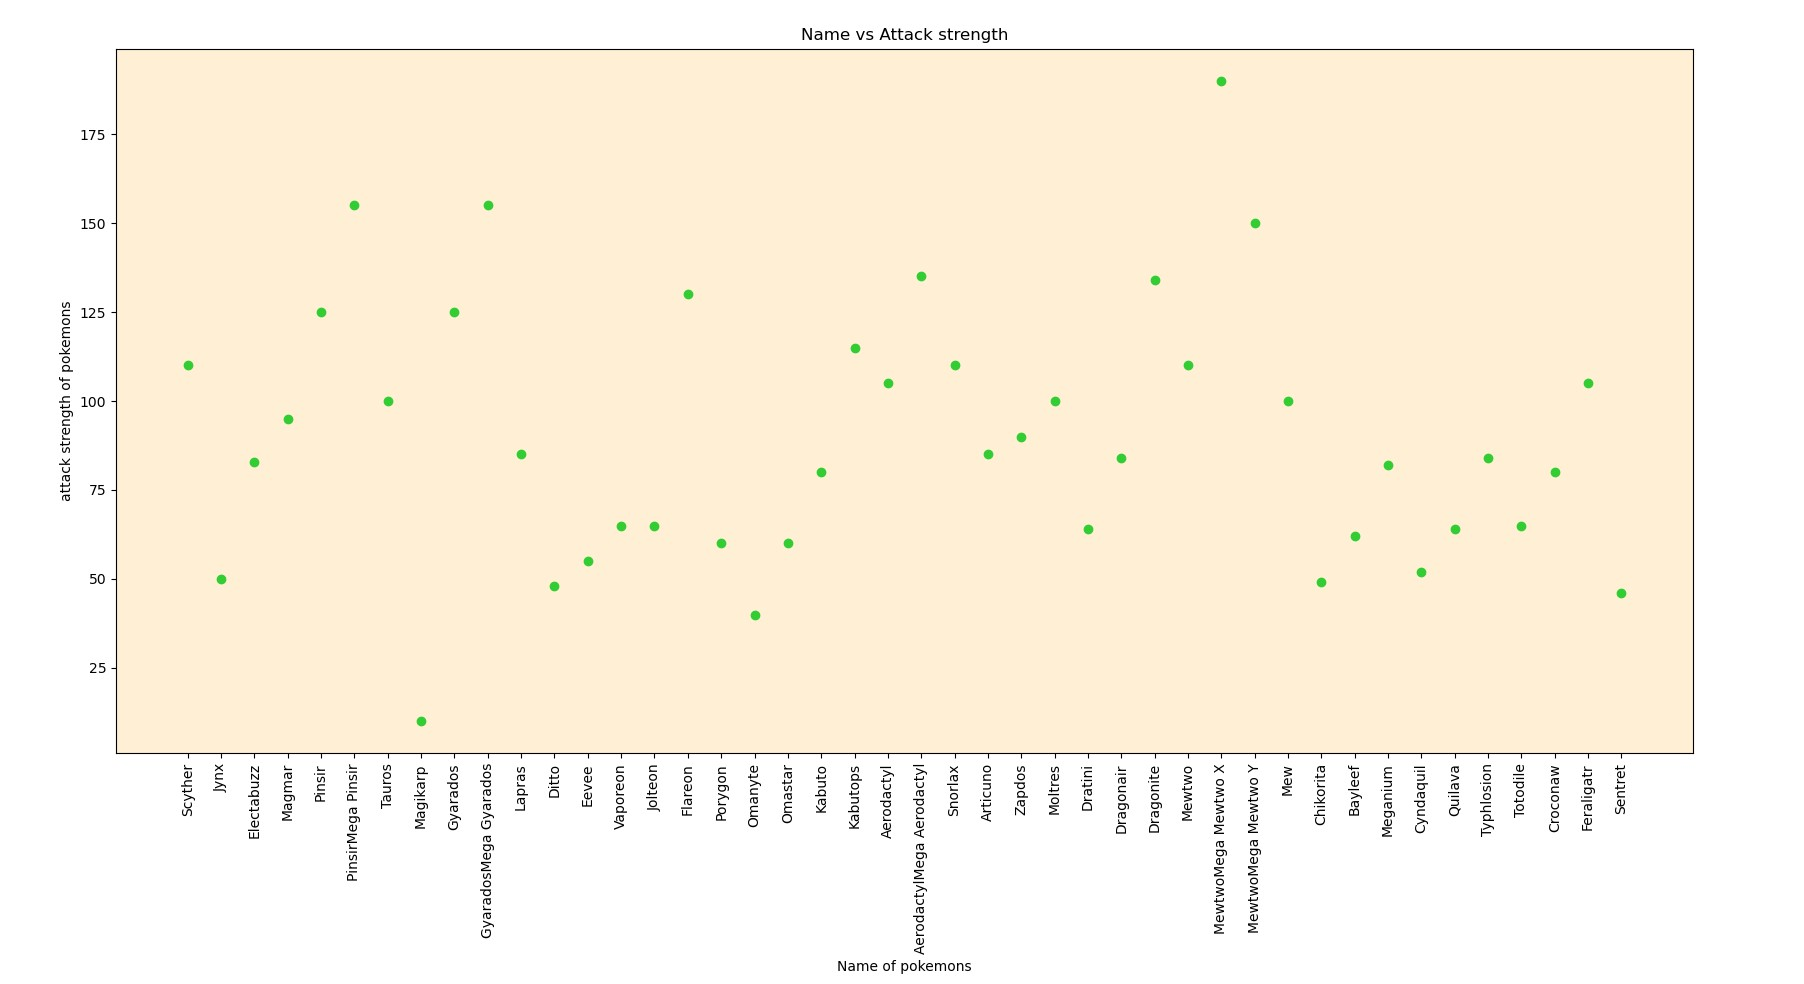 Name vs Attack strength
attack strength of pokemons
175
150
125
100
75
50
25
Scyther
Jynx
Electabuzz
Magmar
Pinsir
PinsirMega Pinsir
Tauros
Magikarp
Gyarados
GyaradosMega Gyarados
Lapras
Ditto
Eevee
Vaporeon
Jolteon
Flareon
Porygon
Omanyte
Omastar
Kabuto
Kabutops
Aerodactyl
AerodactylMega Aerodactyl
Snorlax
Articuno
Zapdos
Moltres
Dratini
Dragonair
Dragonite
Mewtwo
MewtwoMega Mewtwo X
MewtwoMega Mewtwo Y
Mew
Chikorita
Bayleef
Meganium
Cyndaquil
Quilava
Typhlosion
Totodile
Croconaw
Feraligatr
Sentret
Name of pokemons